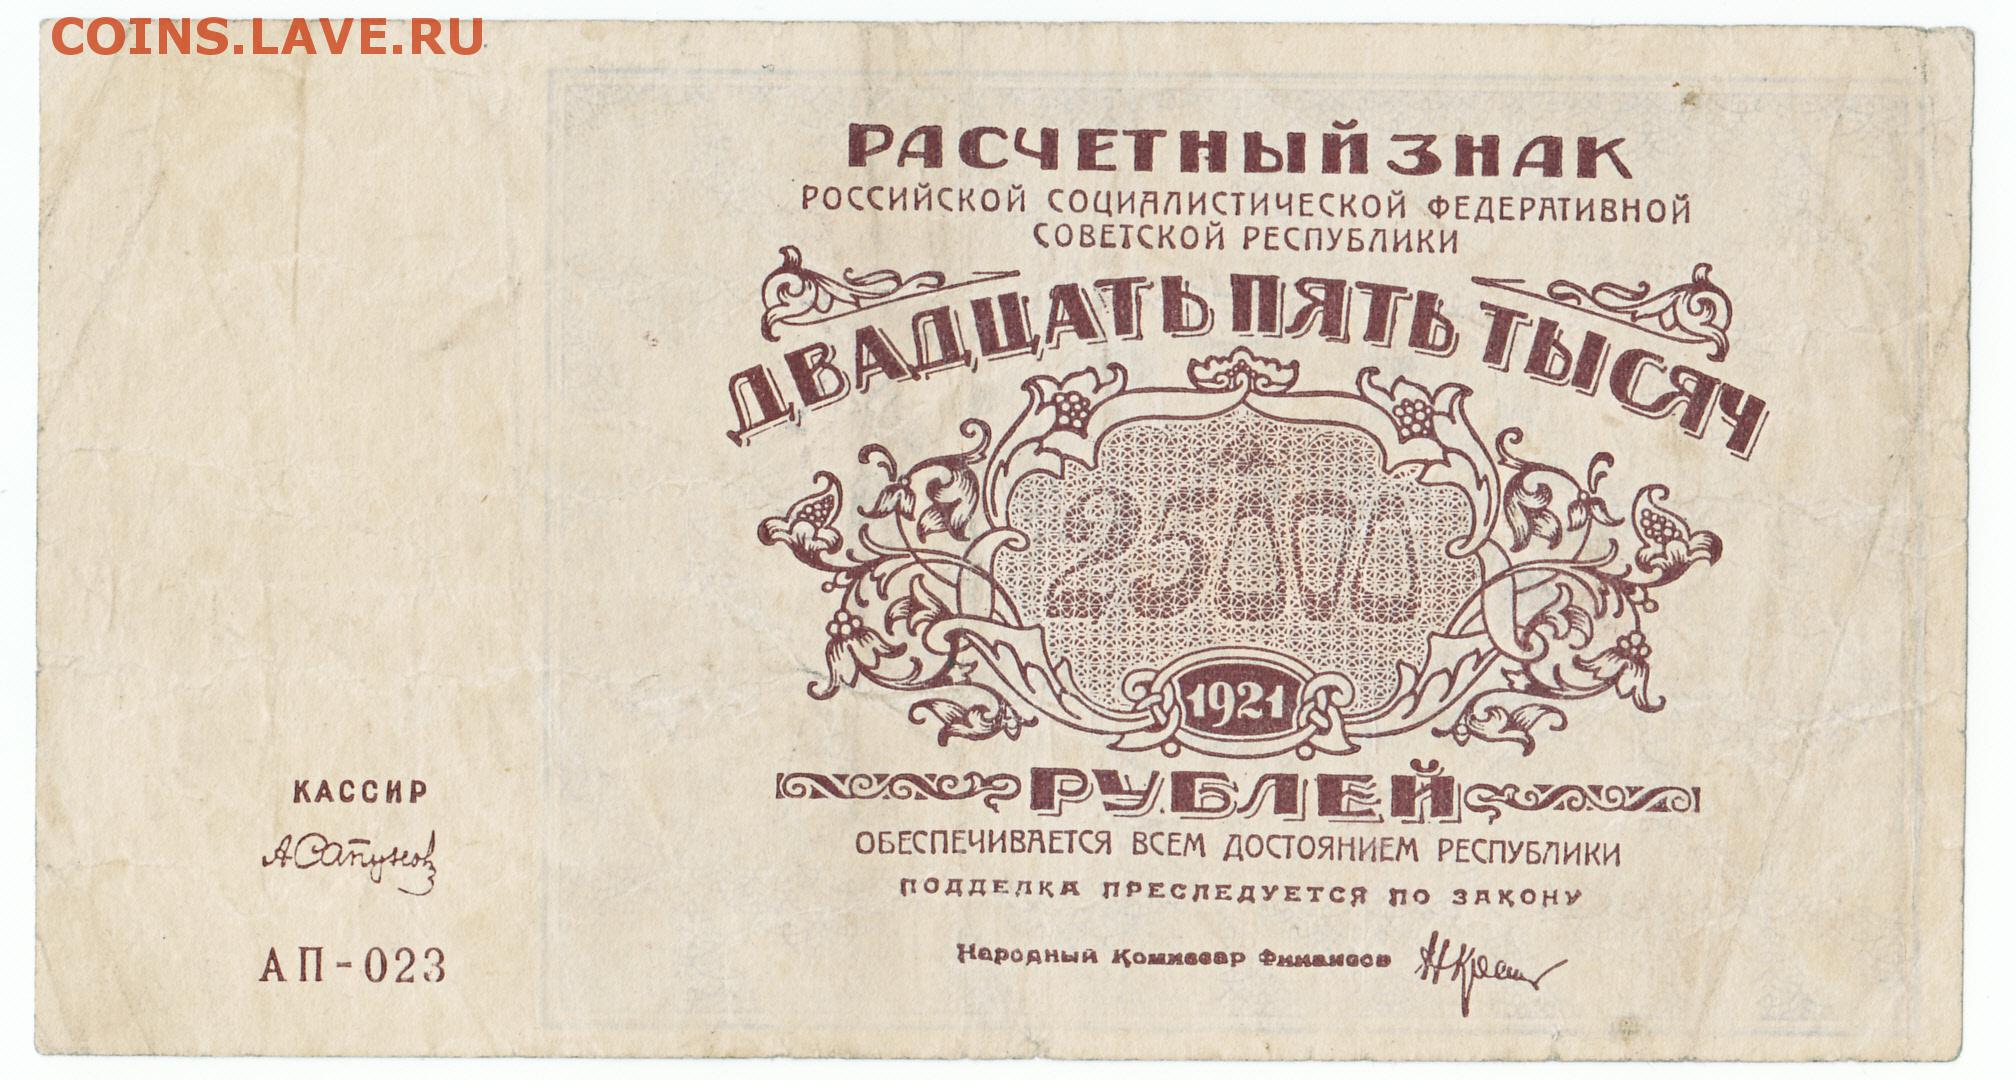 COINS.LAVE.RU
РАСЧЕТНЫЙ ЗНАК
РОССИЙСКОЙ СОЦИАЛИСТИЧЕСКОЙ ФЕДЕРАТИВНОЙ
СОВЕТСКОЙ РЕСПУБЛИКИ
ДВАДЦАТЬ ПЯТЬ ТЫСЯЧ
25000
1921
РУБЛЕЙ
ОБЕСПЕЧИВАЕТСЯ ВСЕМ ДОСТОЯНИЕМ РЕСПУБЛИКИ
ПОДДЕЛКА ПРЕСЛЕДУЕТСЯ ПО ЗАКОНУ
Народный Комиссар Финансов
КАССИР
АСапунов
АП-023